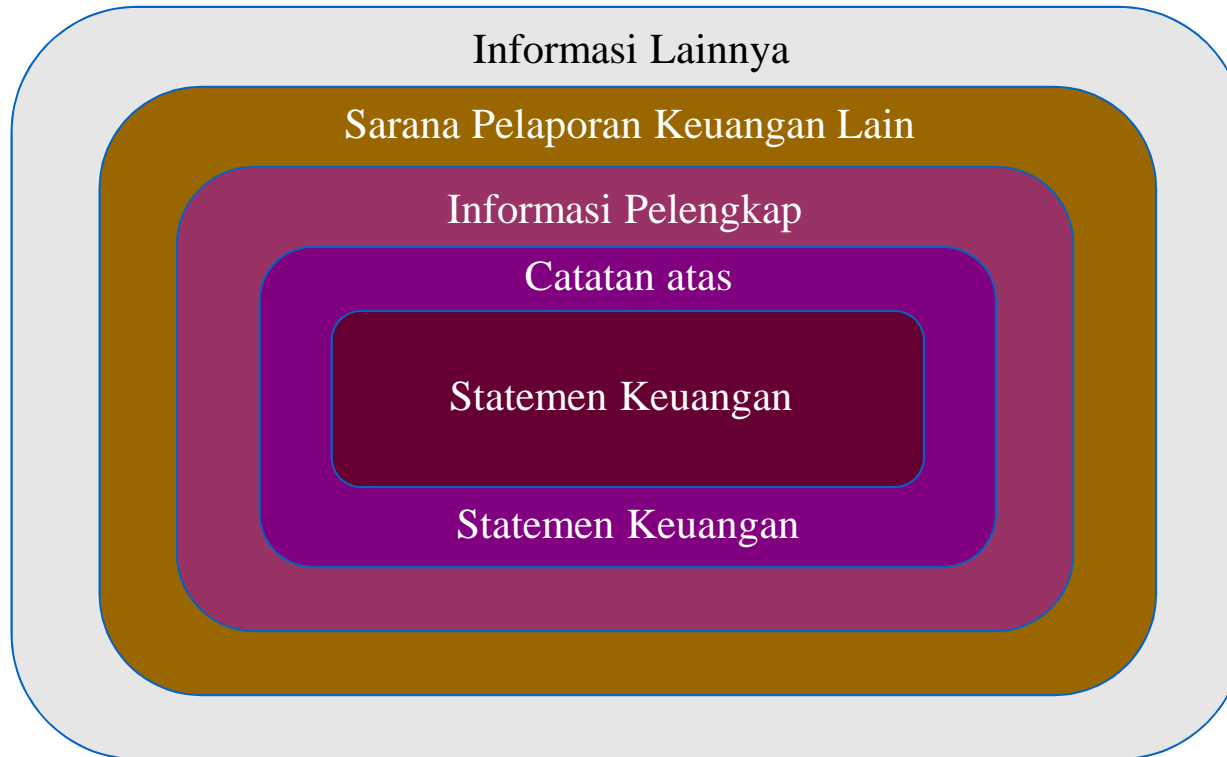 Informasi Lainnya
Sarana Pelaporan Keuangan Lain
Informasi Pelengkap
Catatan atas
Statemen Keuangan
Statemen Keuangan